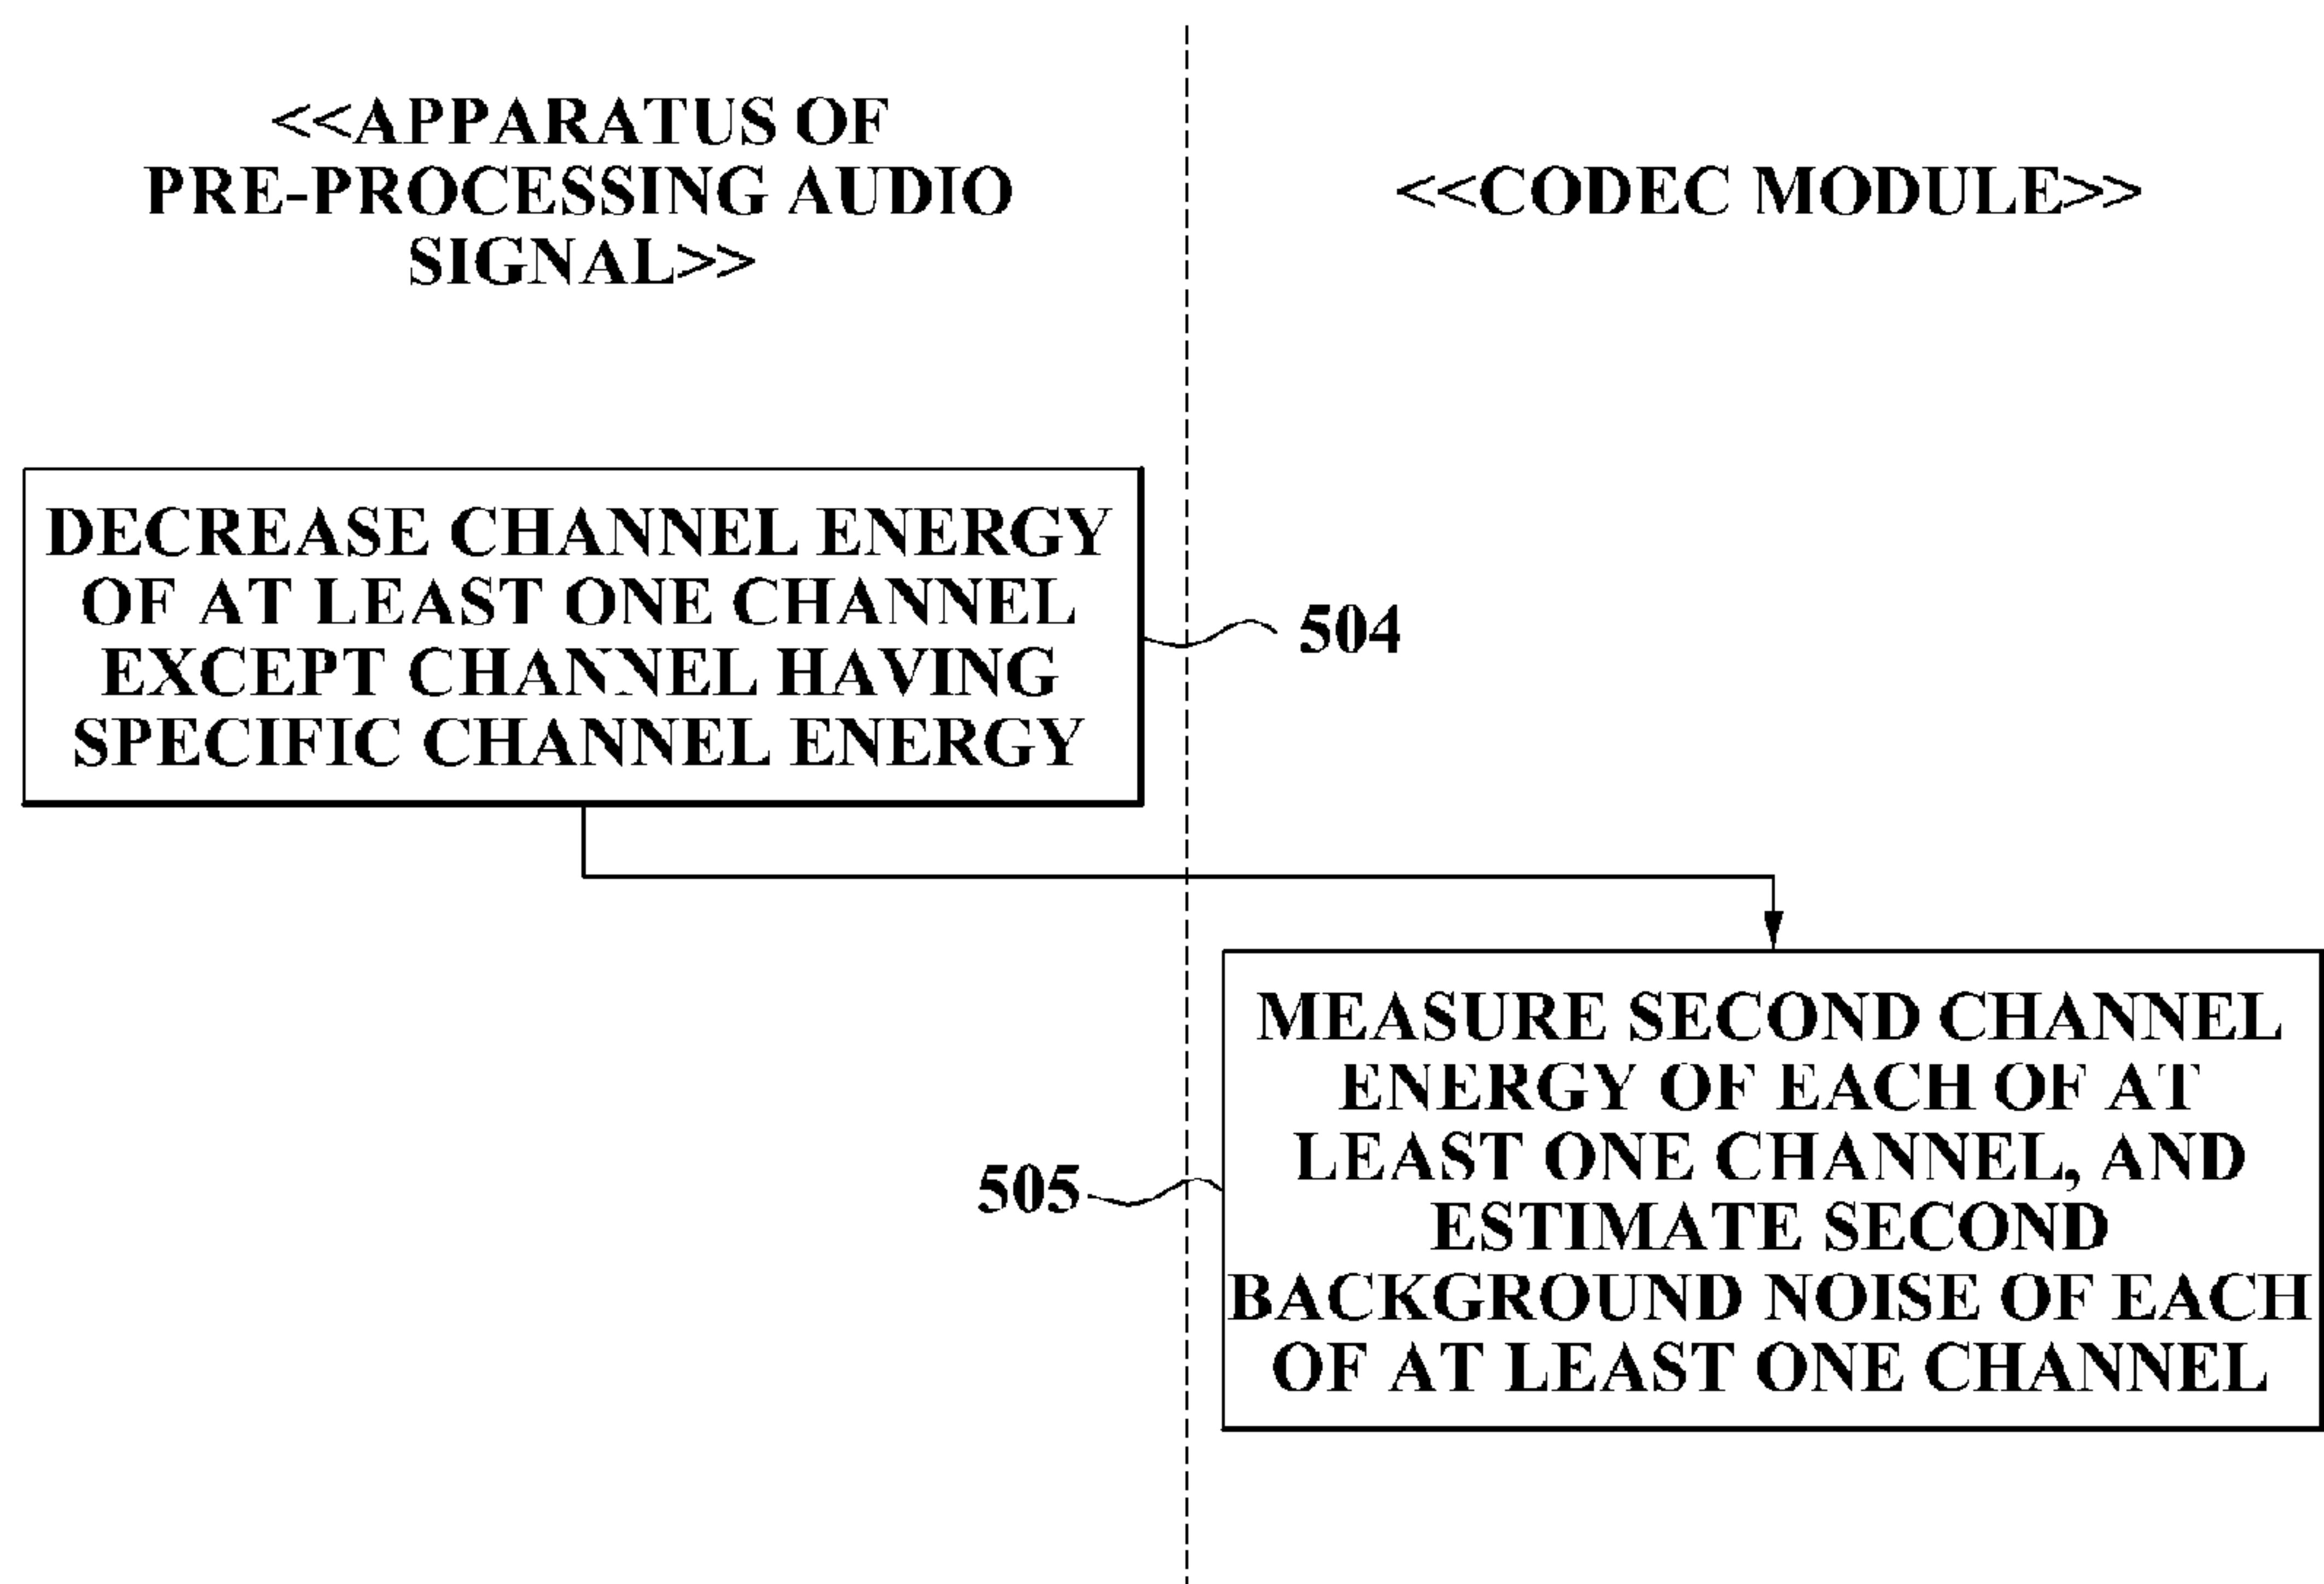 <<APPARATUS OF
PRE-PROCESSING AUDIO
SIGNAL>>
<<CODEC MODULE>>
DECREASE CHANNEL ENERGY
OF AT LEAST ONE CHANNEL
EXCEPT CHANNEL HAVING
SPECIFIC CHANNEL ENERGY
504
MEASURE SECOND CHANNEL
ENERGY OF EACH OF AT
LEAST ONE CHANNEL, AND
ESTIMATE SECOND
BACKGROUND NOISE OF EACH
OF AT LEAST ONE CHANNEL
505